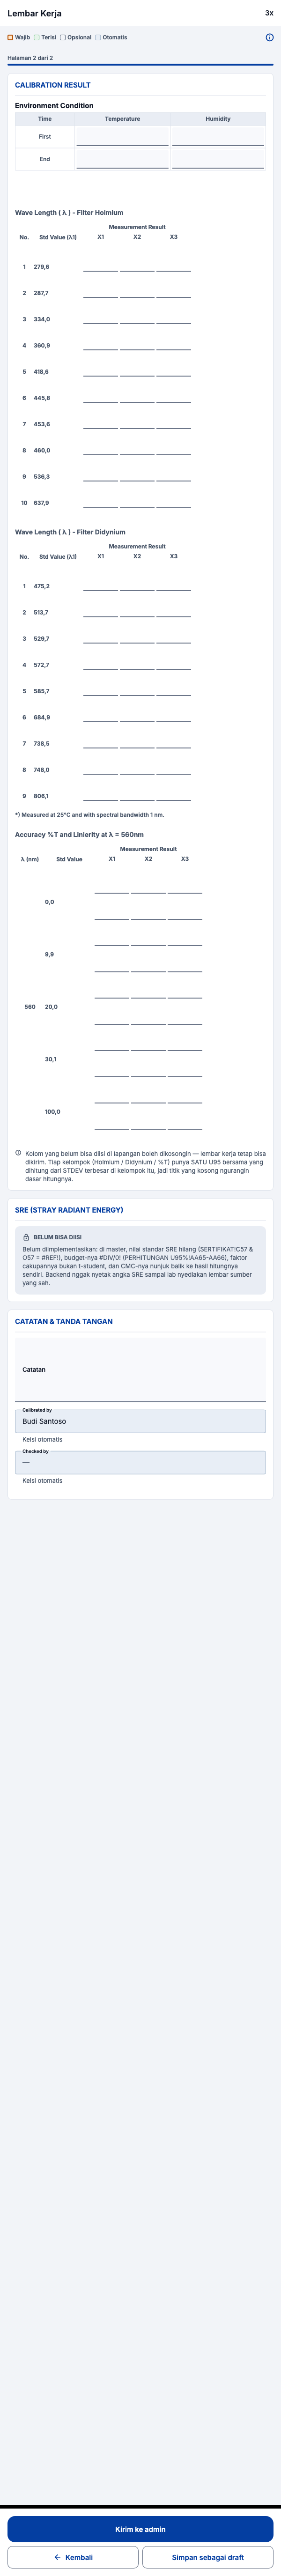 Lembar Kerja 3x
Wajib Terisi Opsional Otomatis
Halaman 2 dari 2
CALIBRATION RESULT
Environment Condition
Time Temperature Humidity
First
End
Wave Length ( λ ) - Filter Holmium
Measurement Result
No. Std Value (λ1) X1 X2 X3
1 279,6
2 287,7
3 334,0
4 360,9
5 418,6
6 445,8
7 453,6
8 460,0
9 536,3
10 637,9
Wave Length ( λ ) - Filter Didynium
Measurement Result
No. Std Value (λ1) X1 X2 X3
1 475,2
2 513,7
3 529,7
4 572,7
5 585,7
6 684,9
7 738,5
8 748,0
9 806,1
*) Measured at 25°C and with spectral bandwidth 1 nm.
Accuracy %T and Linierity at λ = 560nm
Measurement Result
λ (nm) Std Value X1 X2 X3
0,0
9,9
560 20,0
30,1
100,0
Kolom yang belum bisa diisi di lapangan boleh dikosongin — lembar kerja tetap bisa
dikirim. Tiap kelompok (Holmium / Didynium / %T) punya SATU U95 bersama yang
dihitung dari STDEV terbesar di kelompok itu, jadi titik yang kosong ngurangin
dasar hitungnya.
SRE (STRAY RADIANT ENERGY)
BELUM BISA DIISI
Belum diimplementasikan: di master, nilai standar SRE hilang (SERTIFIKAT!C57 &
O57 = #REF!), budget-nya #DIV/0! (PERHITUNGAN U95%!AA65-AA66), faktor
cakupannya bukan t-student, dan CMC-nya nunjuk balik ke hasil hitungnya
sendiri. Backend nggak nyetak angka SRE sampai lab nyediain lembar sumber
yang sah.
CATATAN & TANDA TANGAN
Catatan
Calibrated by
Budi Santoso
Keisi otomatis
Checked by
—
Keisi otomatis
Kirim ke admin
← Kembali Simpan sebagai draft